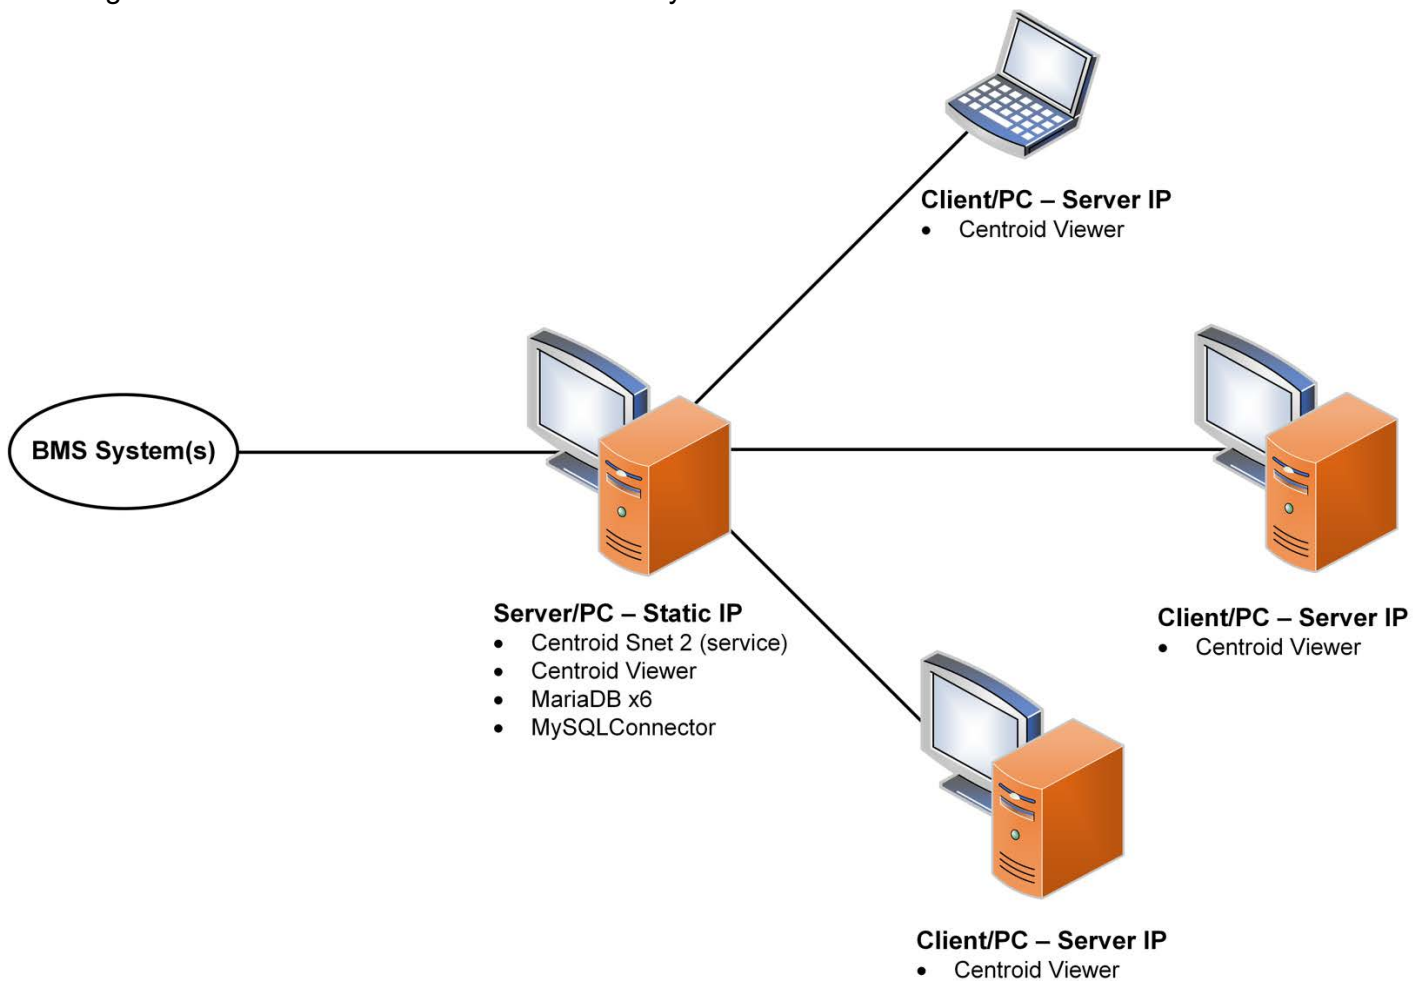 Client/PC – Server IP
• Centroid Viewer
BMS System(s)
Server/PC – Static IP
• Centroid Snet 2 (service)
• Centroid Viewer
• MariaDB x6
• MySQLConnector
Client/PC – Server IP
• Centroid Viewer
Client/PC – Server IP
• Centroid Viewer